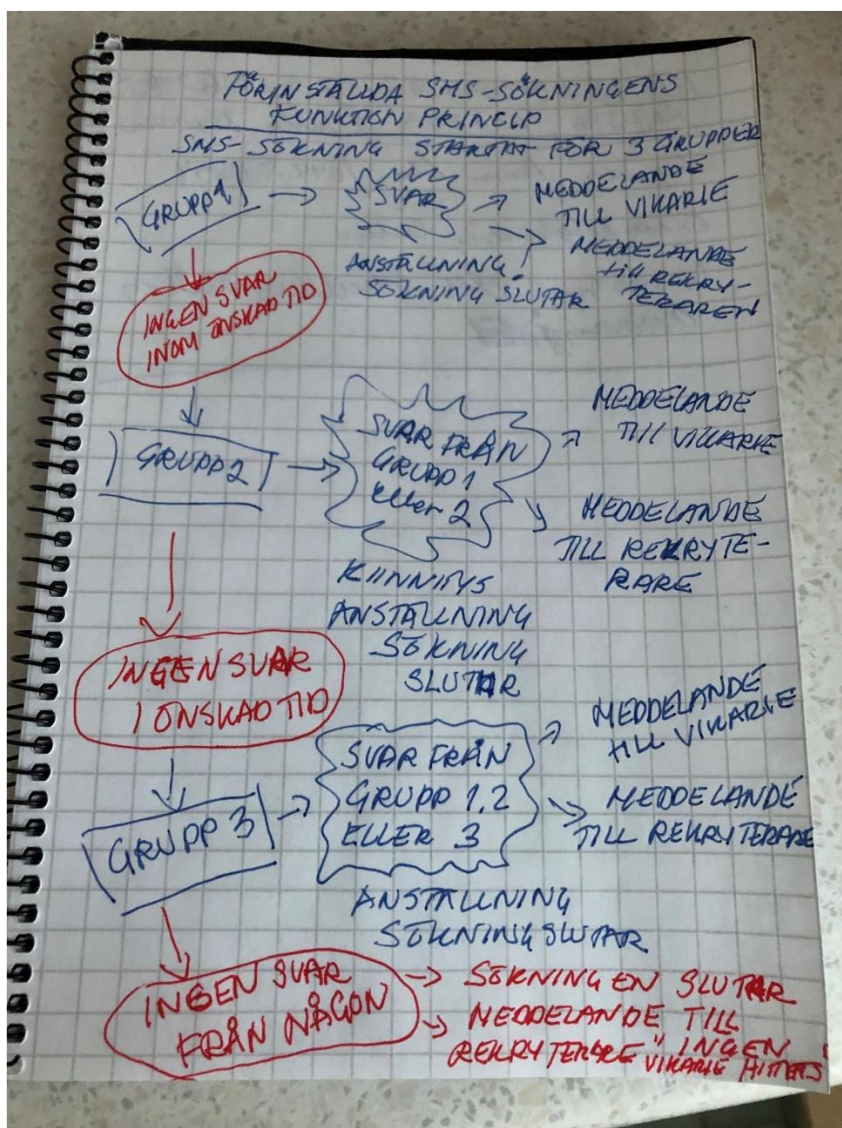 FÖRINSTÄLLDA SMS-SÖKNINGENS
FUNKTION PRINCIP
SMS-SÖKNING STARTAT FÖR 3 GRUPPER
GRUPP 1
SVAR
MEDDELANDE
TILL VIKARIE
MEDDELANDE
till REKRY-
TERAREN
ANSTÄLLNING
SÖKNING SLUTAR
INGEN SVAR
INOM ÖNSKAD TID
GRUPP 2
SVAR FRÅN
GRUPP 1
Eller 2
MEDDELANDE
TILL VIKARIE
MEDDELANDE
TILL REKRYTE-
RARE
KIINNITYS
ANSTÄLLNING
SÖKNING
SLUTAR
INGEN SVAR
I ÖNSKAD TID
GRUPP 3
SVAR FRÅN
GRUPP 1,2
ELLER 3
MEDDELANDE
TILL VIKARIE
MEDDELANDE
TILL REKRYTERARE
ANSTÄLLNING
SÖKNING SLUTAR
INGEN SVAR
FRÅN NÅGON
SÖKNINGEN SLUTAR
MEDDELANDE TILL
REKRYTERARE "INGEN
VIKARIE HITTATS"